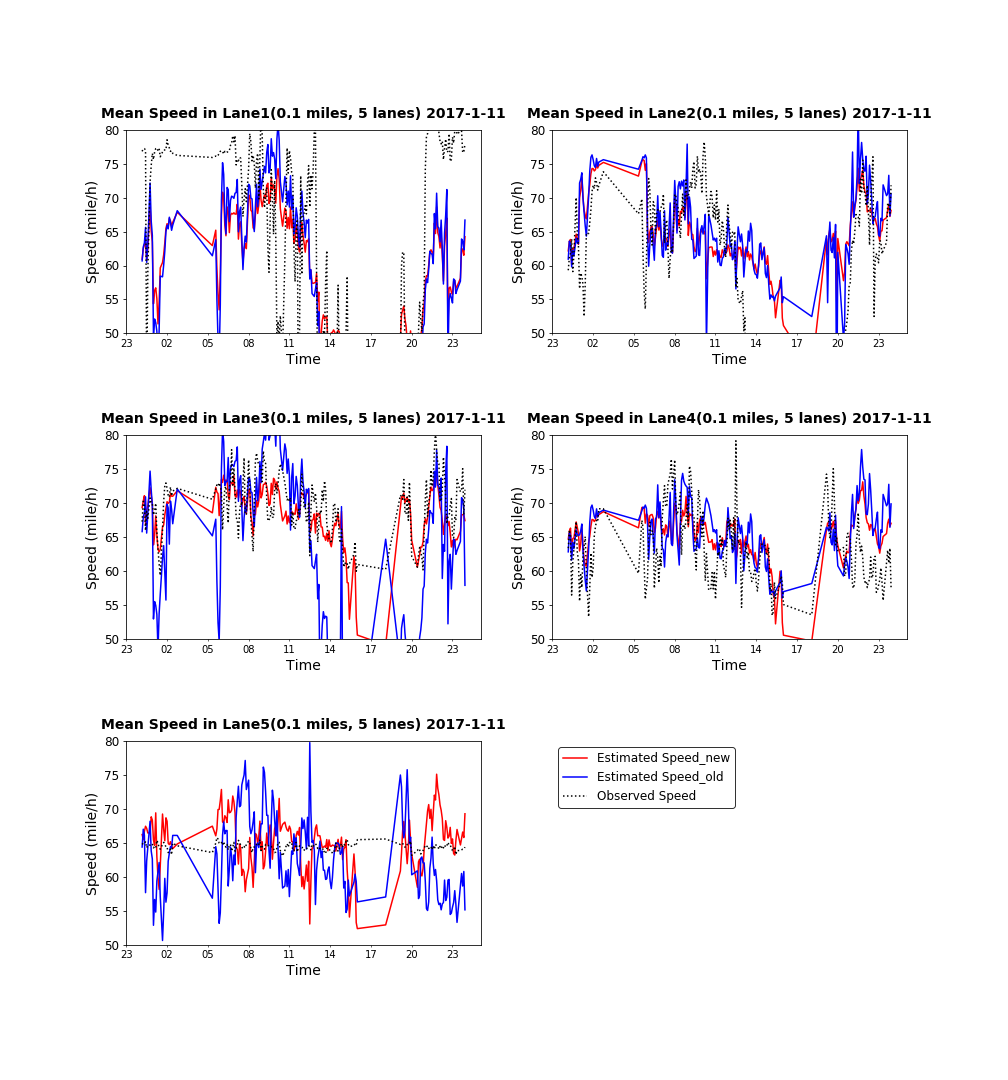 Mean Speed in Lane1(0.1 miles, 5 lanes) 2017-1-11
80
75
70
65
60
55
50
Speed (mile/h)
23 02 05 08 11 14 17 20 23
Time
Mean Speed in Lane2(0.1 miles, 5 lanes) 2017-1-11
80
75
70
65
60
55
50
Speed (mile/h)
23 02 05 08 11 14 17 20 23
Time
Mean Speed in Lane3(0.1 miles, 5 lanes) 2017-1-11
80
75
70
65
60
55
50
Speed (mile/h)
23 02 05 08 11 14 17 20 23
Time
Mean Speed in Lane4(0.1 miles, 5 lanes) 2017-1-11
80
75
70
65
60
55
50
Speed (mile/h)
23 02 05 08 11 14 17 20 23
Time
Mean Speed in Lane5(0.1 miles, 5 lanes) 2017-1-11
80
75
70
65
60
55
50
Speed (mile/h)
23 02 05 08 11 14 17 20 23
Time
Estimated Speed_new
Estimated Speed_old
Observed Speed